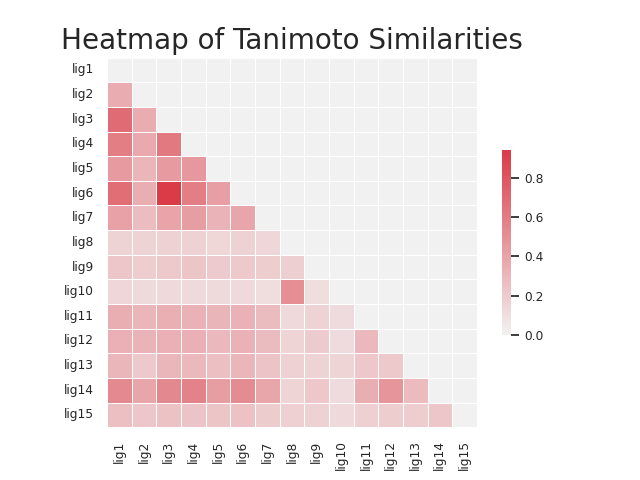 Heatmap of Tanimoto Similarities
lig1
lig2
lig3
lig4
lig5
lig6
lig7
lig8
lig9
lig10
lig11
lig12
lig13
lig14
lig15
lig1 lig2 lig3 lig4 lig5 lig6 lig7 lig8 lig9 lig10 lig11 lig12 lig13 lig14 lig15
0.8
0.6
0.4
0.2
0.0